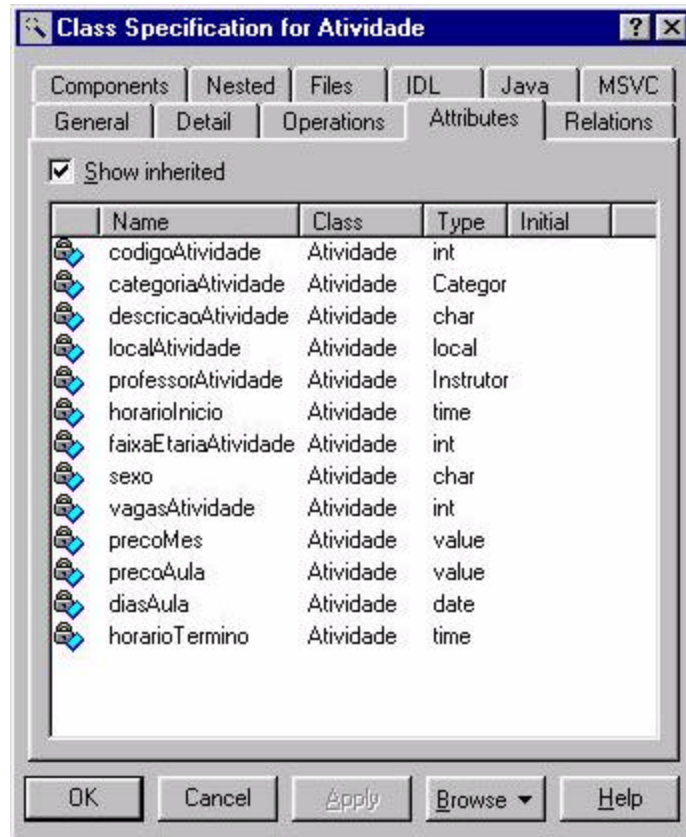 Class Specification for Atividade
Components Nested Files IDL Java MSVC
General Detail Operations Attributes Relations
Show inherited
Name Class Type Initial
codigoAtividade Atividade int
categoriaAtividade Atividade Categor
descricaoAtividade Atividade char
localAtividade Atividade local
professorAtividade Atividade Instrutor
horarioInicio Atividade time
faixaEtariaAtividade Atividade int
sexo Atividade char
vagasAtividade Atividade int
precoMes Atividade value
precoAula Atividade value
diasAula Atividade date
horarioTermino Atividade time
OK Cancel Apply Browse Help